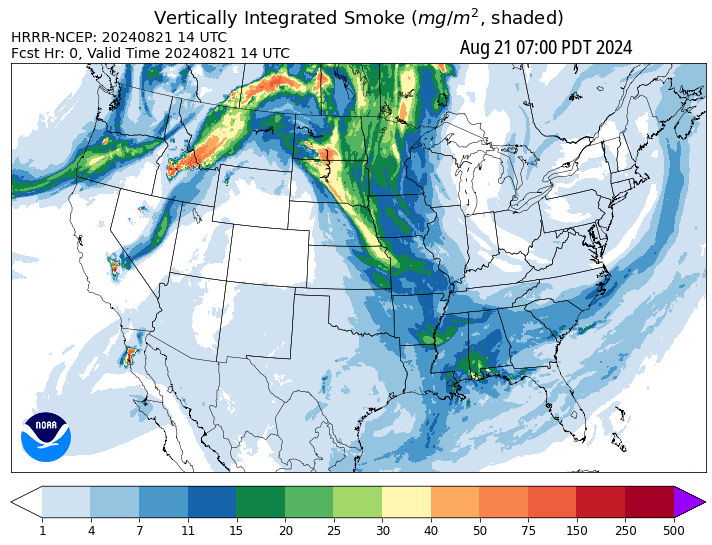 Vertically Integrated Smoke (mg/m², shaded)
HRRR-NCEP: 20240821 14 UTC
Fcst Hr: 0, Valid Time 20240821 14 UTC
Aug 21 07:00 PDT 2024
NOAA
1 4 7 11 15 20 25 30 40 50 75 150 250 500